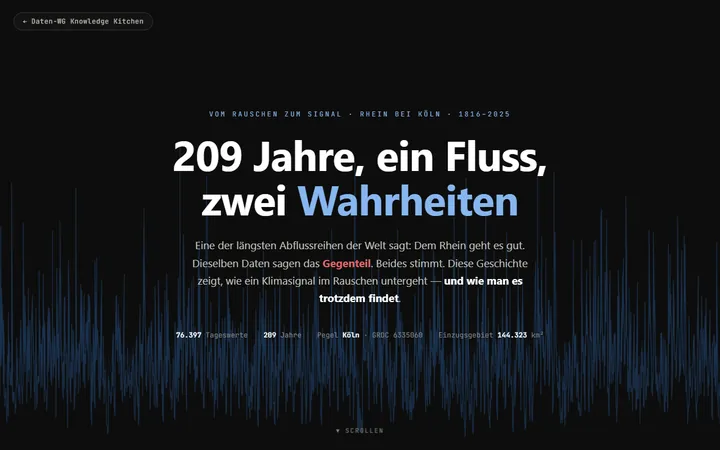 ← Daten-WG Knowledge Kitchen
VOM RAUSCHEN ZUM SIGNAL · RHEIN BEI KÖLN · 1816–2025
209 Jahre, ein Fluss,
zwei Wahrheiten
Eine der längsten Abflussreihen der Welt sagt: Dem Rhein geht es gut.
Dieselben Daten sagen das Gegenteil. Beides stimmt. Diese Geschichte
zeigt, wie ein Klimasignal im Rauschen untergeht — und wie man es
trotzdem findet.
76.397 Tageswerte 209 Jahre Pegel Köln · GRDC 6335060 Einzugsgebiet 144.323 km²
▼ SCROLLEN